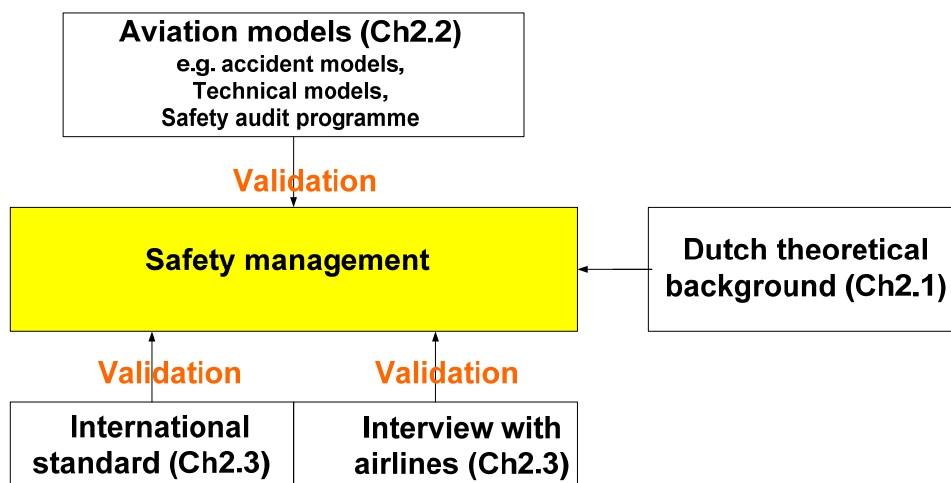 Aviation models (Ch2.2)
e.g. accident models,
Technical models,
Safety audit programme
Validation
Safety management
Dutch theoretical
background (Ch2.1)
Validation
Validation
International
standard (Ch2.3)
Interview with
airlines (Ch2.3)